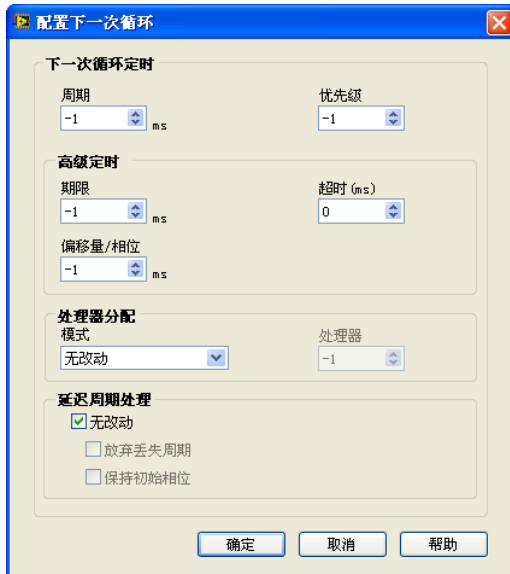 配置下一次循环
下一次循环定时
周期
优先级
-1
ms
-1
高级定时
期限
超时(ms)
-1
ms
0
偏移量/相位
-1
ms
处理器分配
模式
处理器
无改动
-1
延迟周期处理
无改动
放弃丢失周期
保持初始相位
确定
取消
帮助